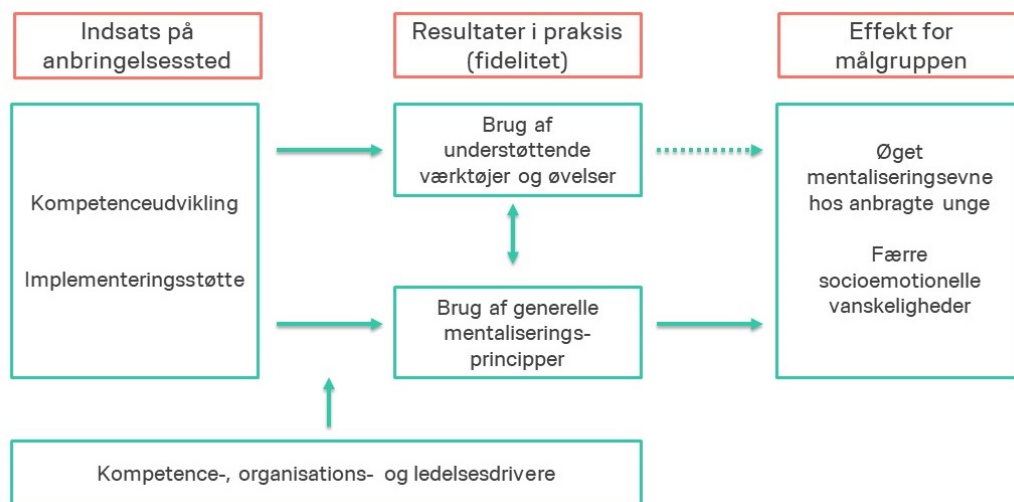 Indsats på
anbringelsessted
Resultater i praksis
(fidelitet)
Effekt for
målgruppen
Kompetenceudvikling
Implementeringsstøtte
Brug af
understøttende
værktøjer og øvelser
Brug af generelle
mentaliserings-
principper
Øget
mentaliseringsevne
hos anbragte unge
Færre
socioemotionelle
vanskeligheder
Kompetence-, organisations- og ledelsesdrivere